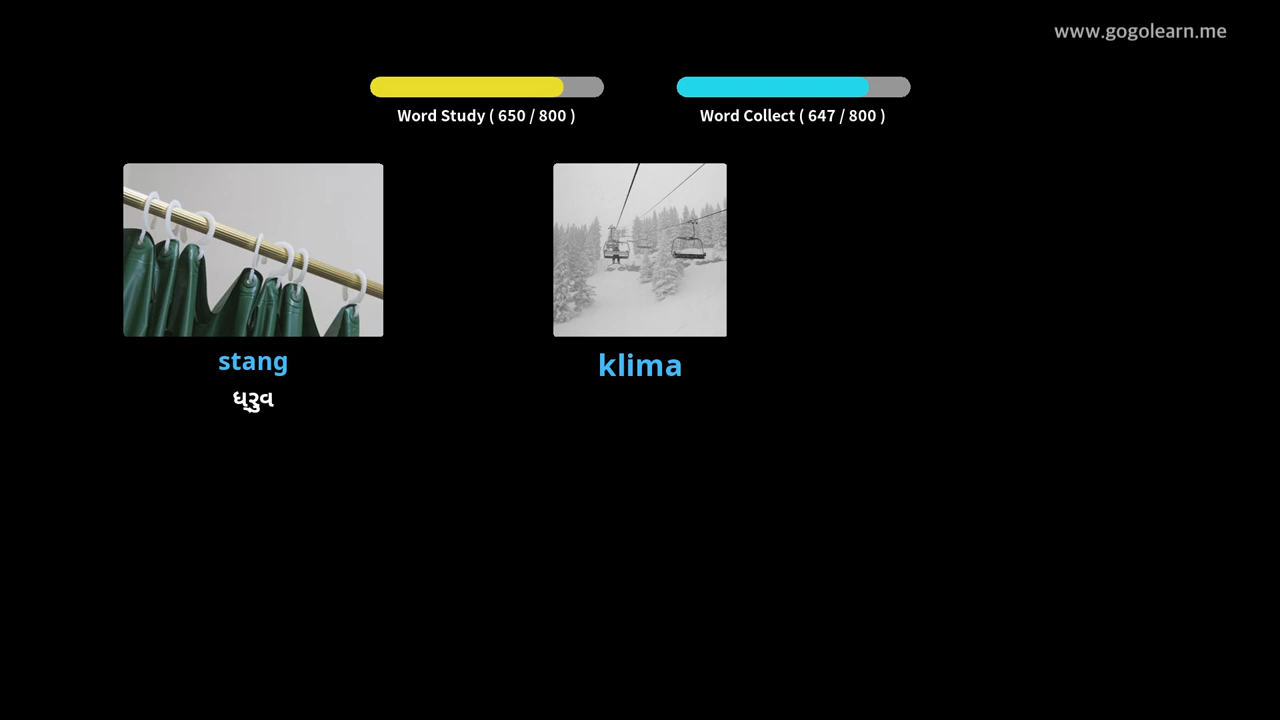 www.gogolearn.me
Word Study ( 650 / 800 )
Word Collect ( 647 / 800 )
stang
ધ્રુવ
klima